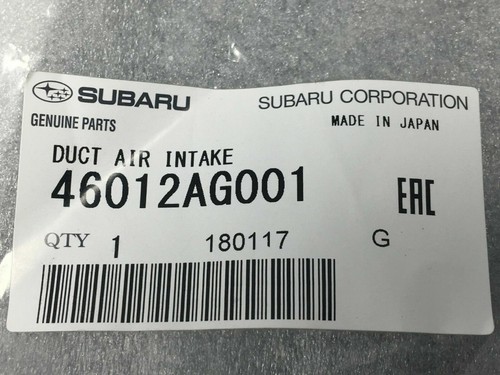 SUBARU SUBARU CORPORATION
GENUINE PARTS MADE IN JAPAN
DUCT AIR INTAKE
46012AG001 EAC
QTY 1 180117 G